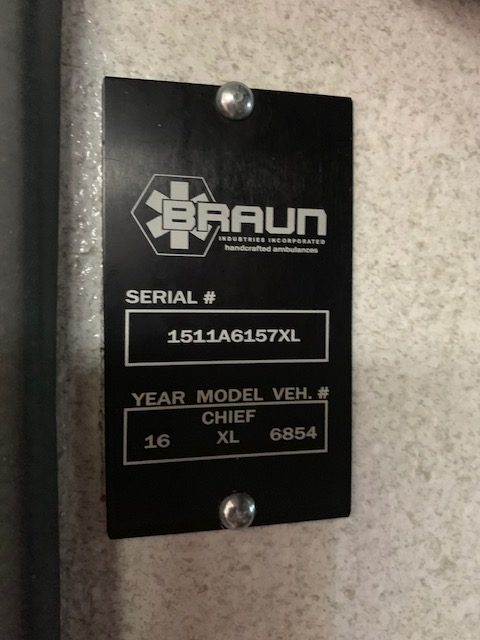 BRAUN
INDUSTRIES INCORPORATED
handcrafted ambulances
SERIAL #
1511A6157XL
YEAR MODEL VEH. #
CHIEF
16 XL 6854